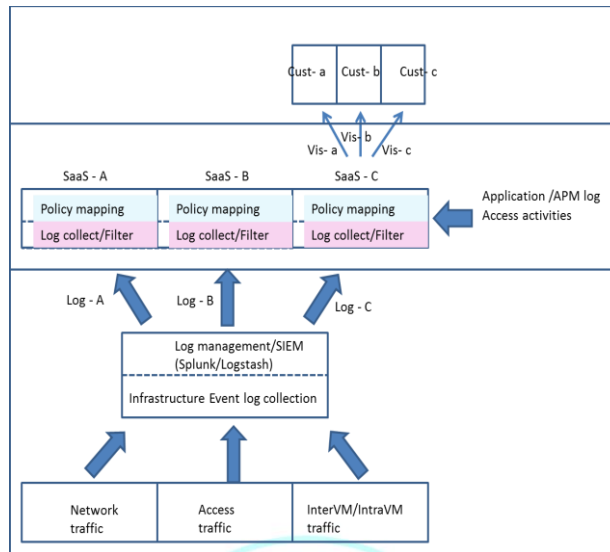 Cust- a Cust- b Cust- c
Vis- b
Vis- a Vis- c
SaaS - A SaaS - B SaaS - C
Policy mapping Policy mapping Policy mapping
Log collect/Filter Log collect/Filter Log collect/Filter
Application /APM log
Access activities
Log - A Log - B Log - C
Log management/SIEM
(Splunk/Logstash)
Infrastructure Event log collection
Network
traffic
Access
traffic
InterVM/IntraVM
traffic